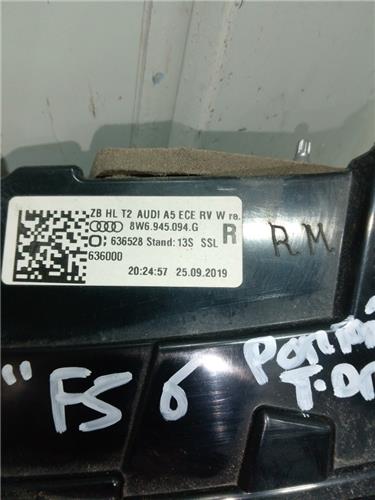 ZB HL T2 AUDI A5 ECE RV W re.
8W6.945.094.G R
636528 Stand: 13S SSL
636000
20:24:57 25.09.2019
RM
"FS 6